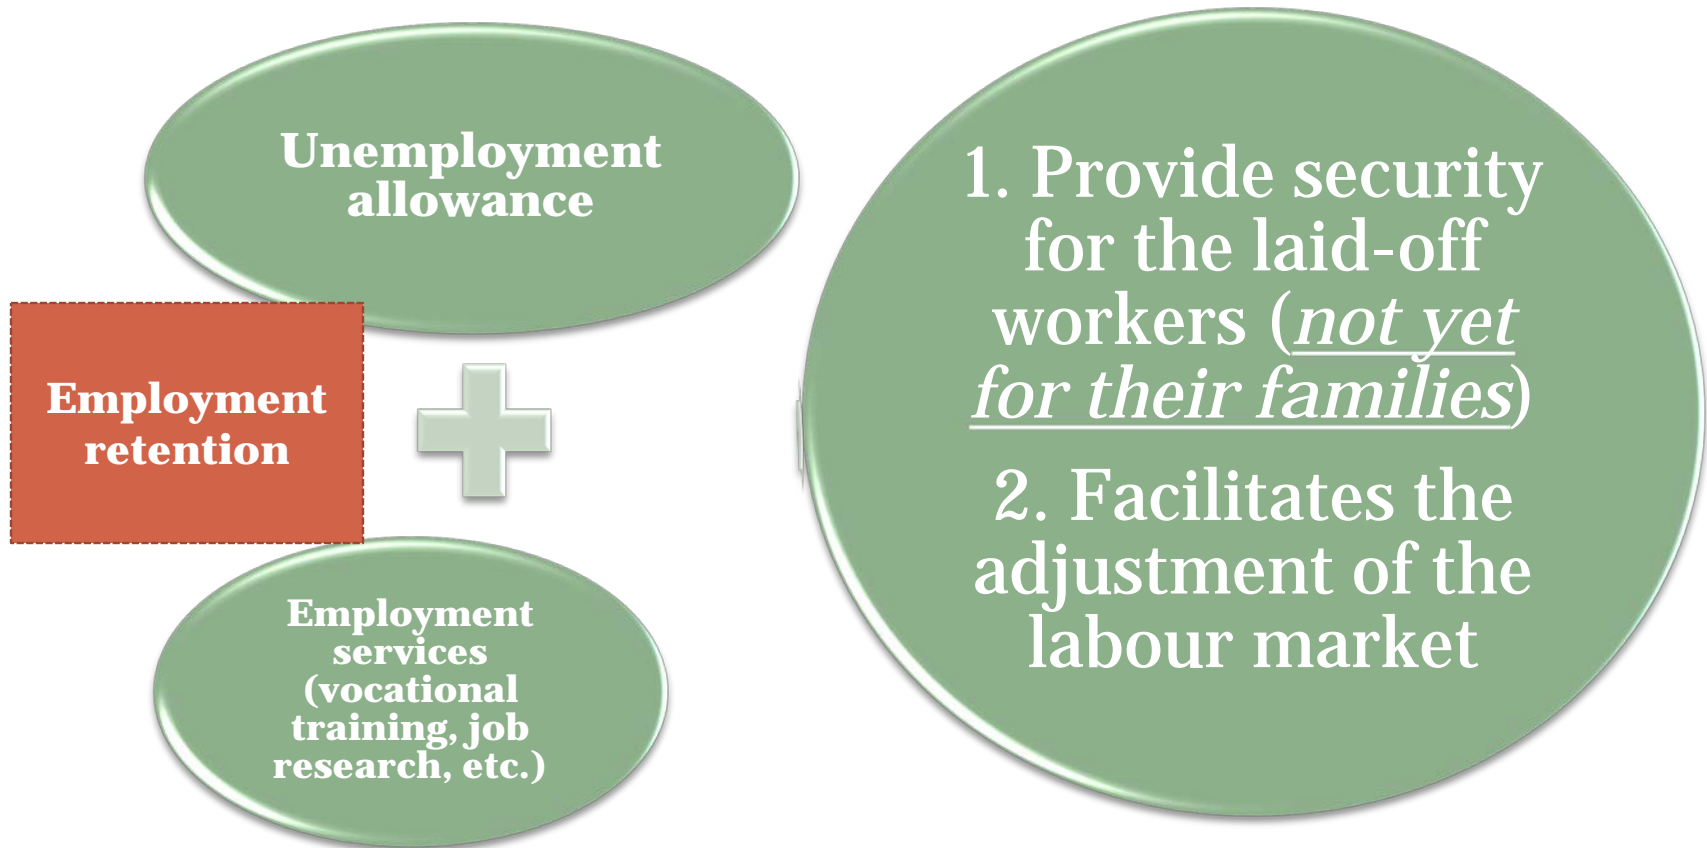 Unemployment
allowance
Employment
retention
Employment
services
(vocational
training, job
research, etc.)
1. Provide security
for the laid-off
workers (not yet
for their families)
2. Facilitates the
adjustment of the
labour market